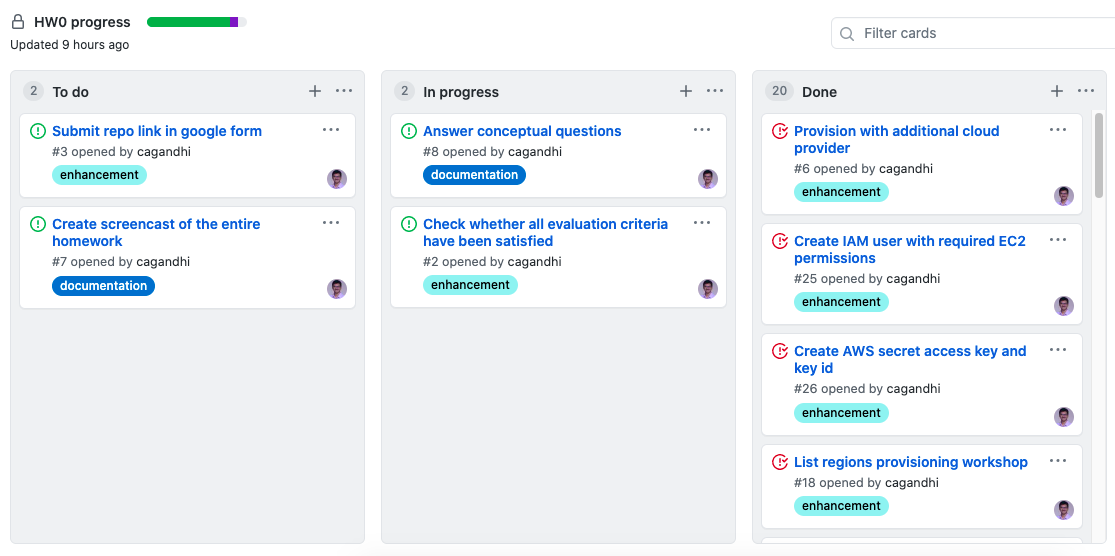 HW0 progress
Updated 9 hours ago
Filter cards
2 To do
Submit repo link in google form
#3 opened by cagandhi
enhancement
Create screencast of the entire
homework
#7 opened by cagandhi
documentation
2 In progress
Answer conceptual questions
#8 opened by cagandhi
documentation
Check whether all evaluation criteria
have been satisfied
#2 opened by cagandhi
enhancement
20 Done
Provision with additional cloud
provider
#6 opened by cagandhi
enhancement
Create IAM user with required EC2
permissions
#25 opened by cagandhi
enhancement
Create AWS secret access key and
key id
#26 opened by cagandhi
enhancement
List regions provisioning workshop
#18 opened by cagandhi
enhancement